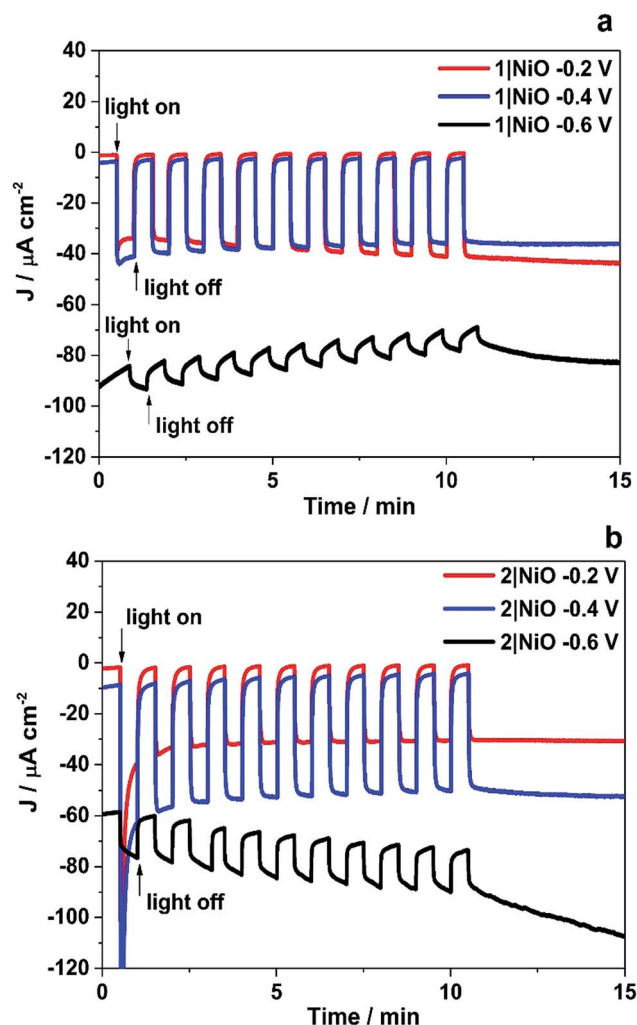 a
40
20
0
-20
-40
-60
-80
-100
-120
J / μA cm⁻²
1|NiO -0.2 V
1|NiO -0.4 V
1|NiO -0.6 V
light on
light off
light on
light off
0
5
10
15
Time / min
b
40
20
0
-20
-40
-60
-80
-100
-120
J / μA cm⁻²
2|NiO -0.2 V
2|NiO -0.4 V
2|NiO -0.6 V
light on
light off
0
5
10
15
Time / min